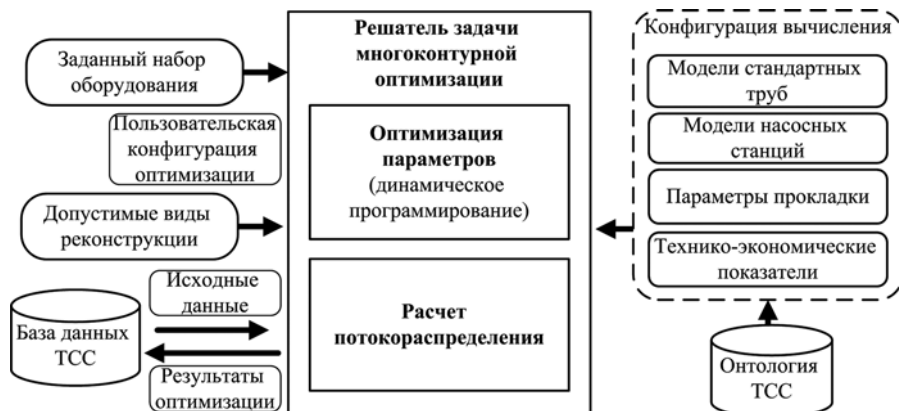 Заданный набор
оборудования
Пользовательская
конфигурация
оптимизации
Допустимые виды
реконструкции
Исходные
данные
База данных
ТСС
Результаты
оптимизации
Решатель задачи
многоконтурной
оптимизации
Оптимизация
параметров
(динамическое
программирование)
Расчет
потокораспределения
Конфигурация вычисления
Модели стандартных
труб
Модели насосных
станций
Параметры прокладки
Технико-экономические
показатели
Онтология
ТСС